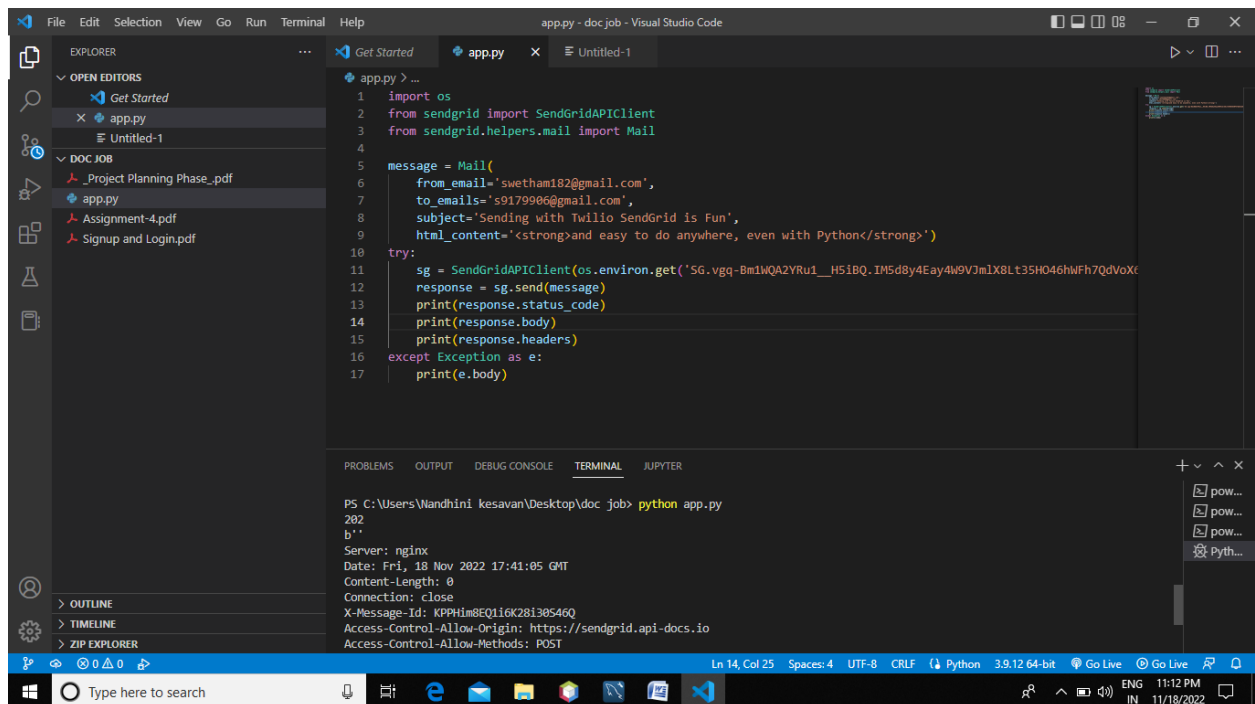 File Edit Selection View Go Run Terminal Help
app.py - doc job - Visual Studio Code
EXPLORER
OPEN EDITORS
Get Started
app.py
Untitled-1
DOC JOB
_Project Planning Phase_.pdf
app.py
Assignment-4.pdf
Signup and Login.pdf
OUTLINE
TIMELINE
ZIP EXPLORER
Get Started app.py Untitled-1
app.py > ...
1 import os
2 from sendgrid import SendGridAPIClient
3 from sendgrid.helpers.mail import Mail
4
5 message = Mail(
6 from_email='swetham182@gmail.com',
7 to_emails='s9179906@gmail.com',
8 subject='Sending with Twilio SendGrid is Fun',
9 html_content='<strong>and easy to do anywhere, even with Python</strong>')
10 try:
11 sg = SendGridAPIClient(os.environ.get('
12 response = sg.send(message)
13 print(response.status_code)
14 print(response.body)
15 print(response.headers)
16 except Exception as e:
17 print(e.body)
PROBLEMS OUTPUT DEBUG CONSOLE TERMINAL JUPYTER
PS C:\Users\Nandhini kesavan\Desktop\doc job> python app.py
202
b''
Server: nginx
Date: Fri, 18 Nov 2022 17:41:05 GMT
Content-Length: 0
Connection: close
X-Message-Id: KPPHim8EQ1i6K28i30S46Q
Access-Control-Allow-Origin: https://sendgrid.api-docs.io
Access-Control-Allow-Methods: POST
pow...
pow...
pow...
Pyth...
0 0 Ln 14, Col 25 Spaces: 4 UTF-8 CRLF Python 3.9.12 64-bit Go Live Go Live
Type here to search
ENG 11:12 PM
IN 11/18/2022